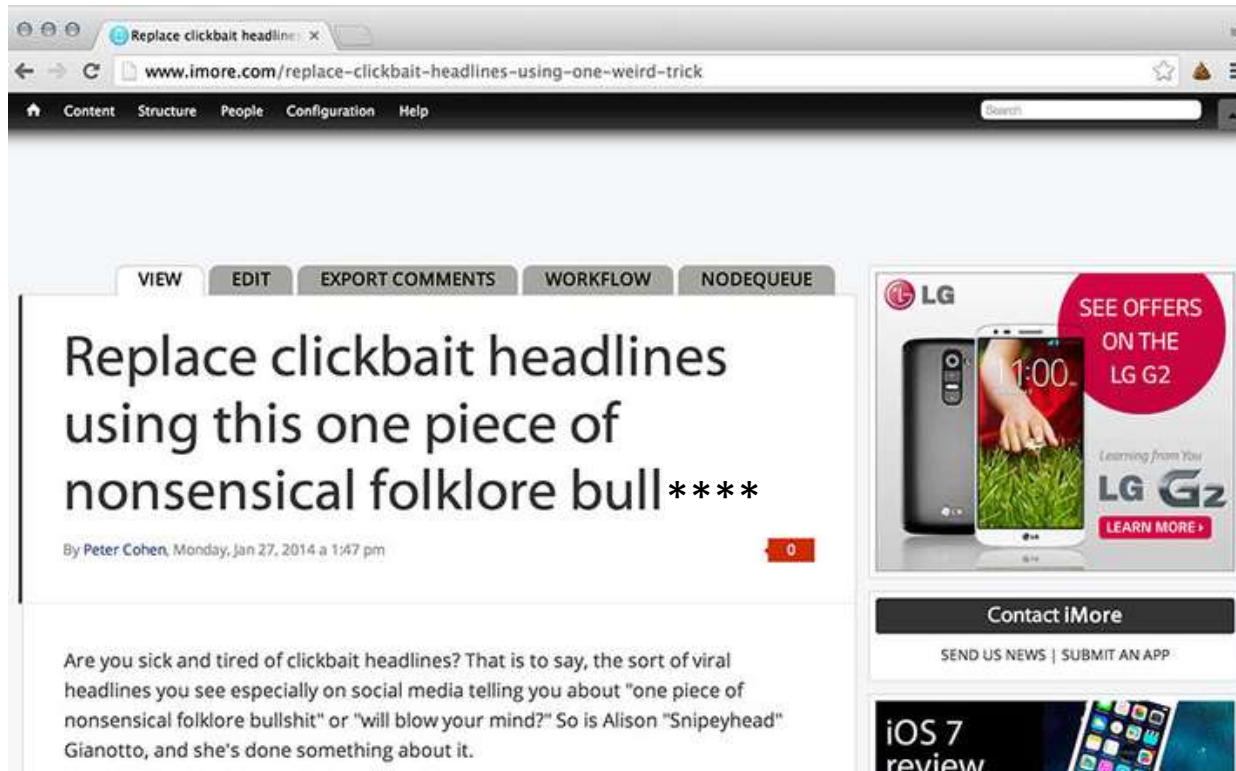 Replace clickbait headline
www.imore.com/replace-clickbait-headlines-using-one-weird-trick
Content Structure People Configuration Help
Search
VIEW EDIT EXPORT COMMENTS WORKFLOW NODEQUEUE
Replace clickbait headlines
using this one piece of
nonsensical folklore bull****
By Peter Cohen, Monday, Jan 27, 2014 a 1:47 pm
0
Are you sick and tired of clickbait headlines? That is to say, the sort of viral
headlines you see especially on social media telling you about "one piece of
nonsensical folklore bullshit" or "will blow your mind?" So is Alison "Snipeyhead"
Gianotto, and she's done something about it.
LG
SEE OFFERS
ON THE
LG G2
11:00
Learning from You
LG G2
LEARN MORE
LG
Contact iMore
SEND US NEWS | SUBMIT AN APP
iOS 7
review